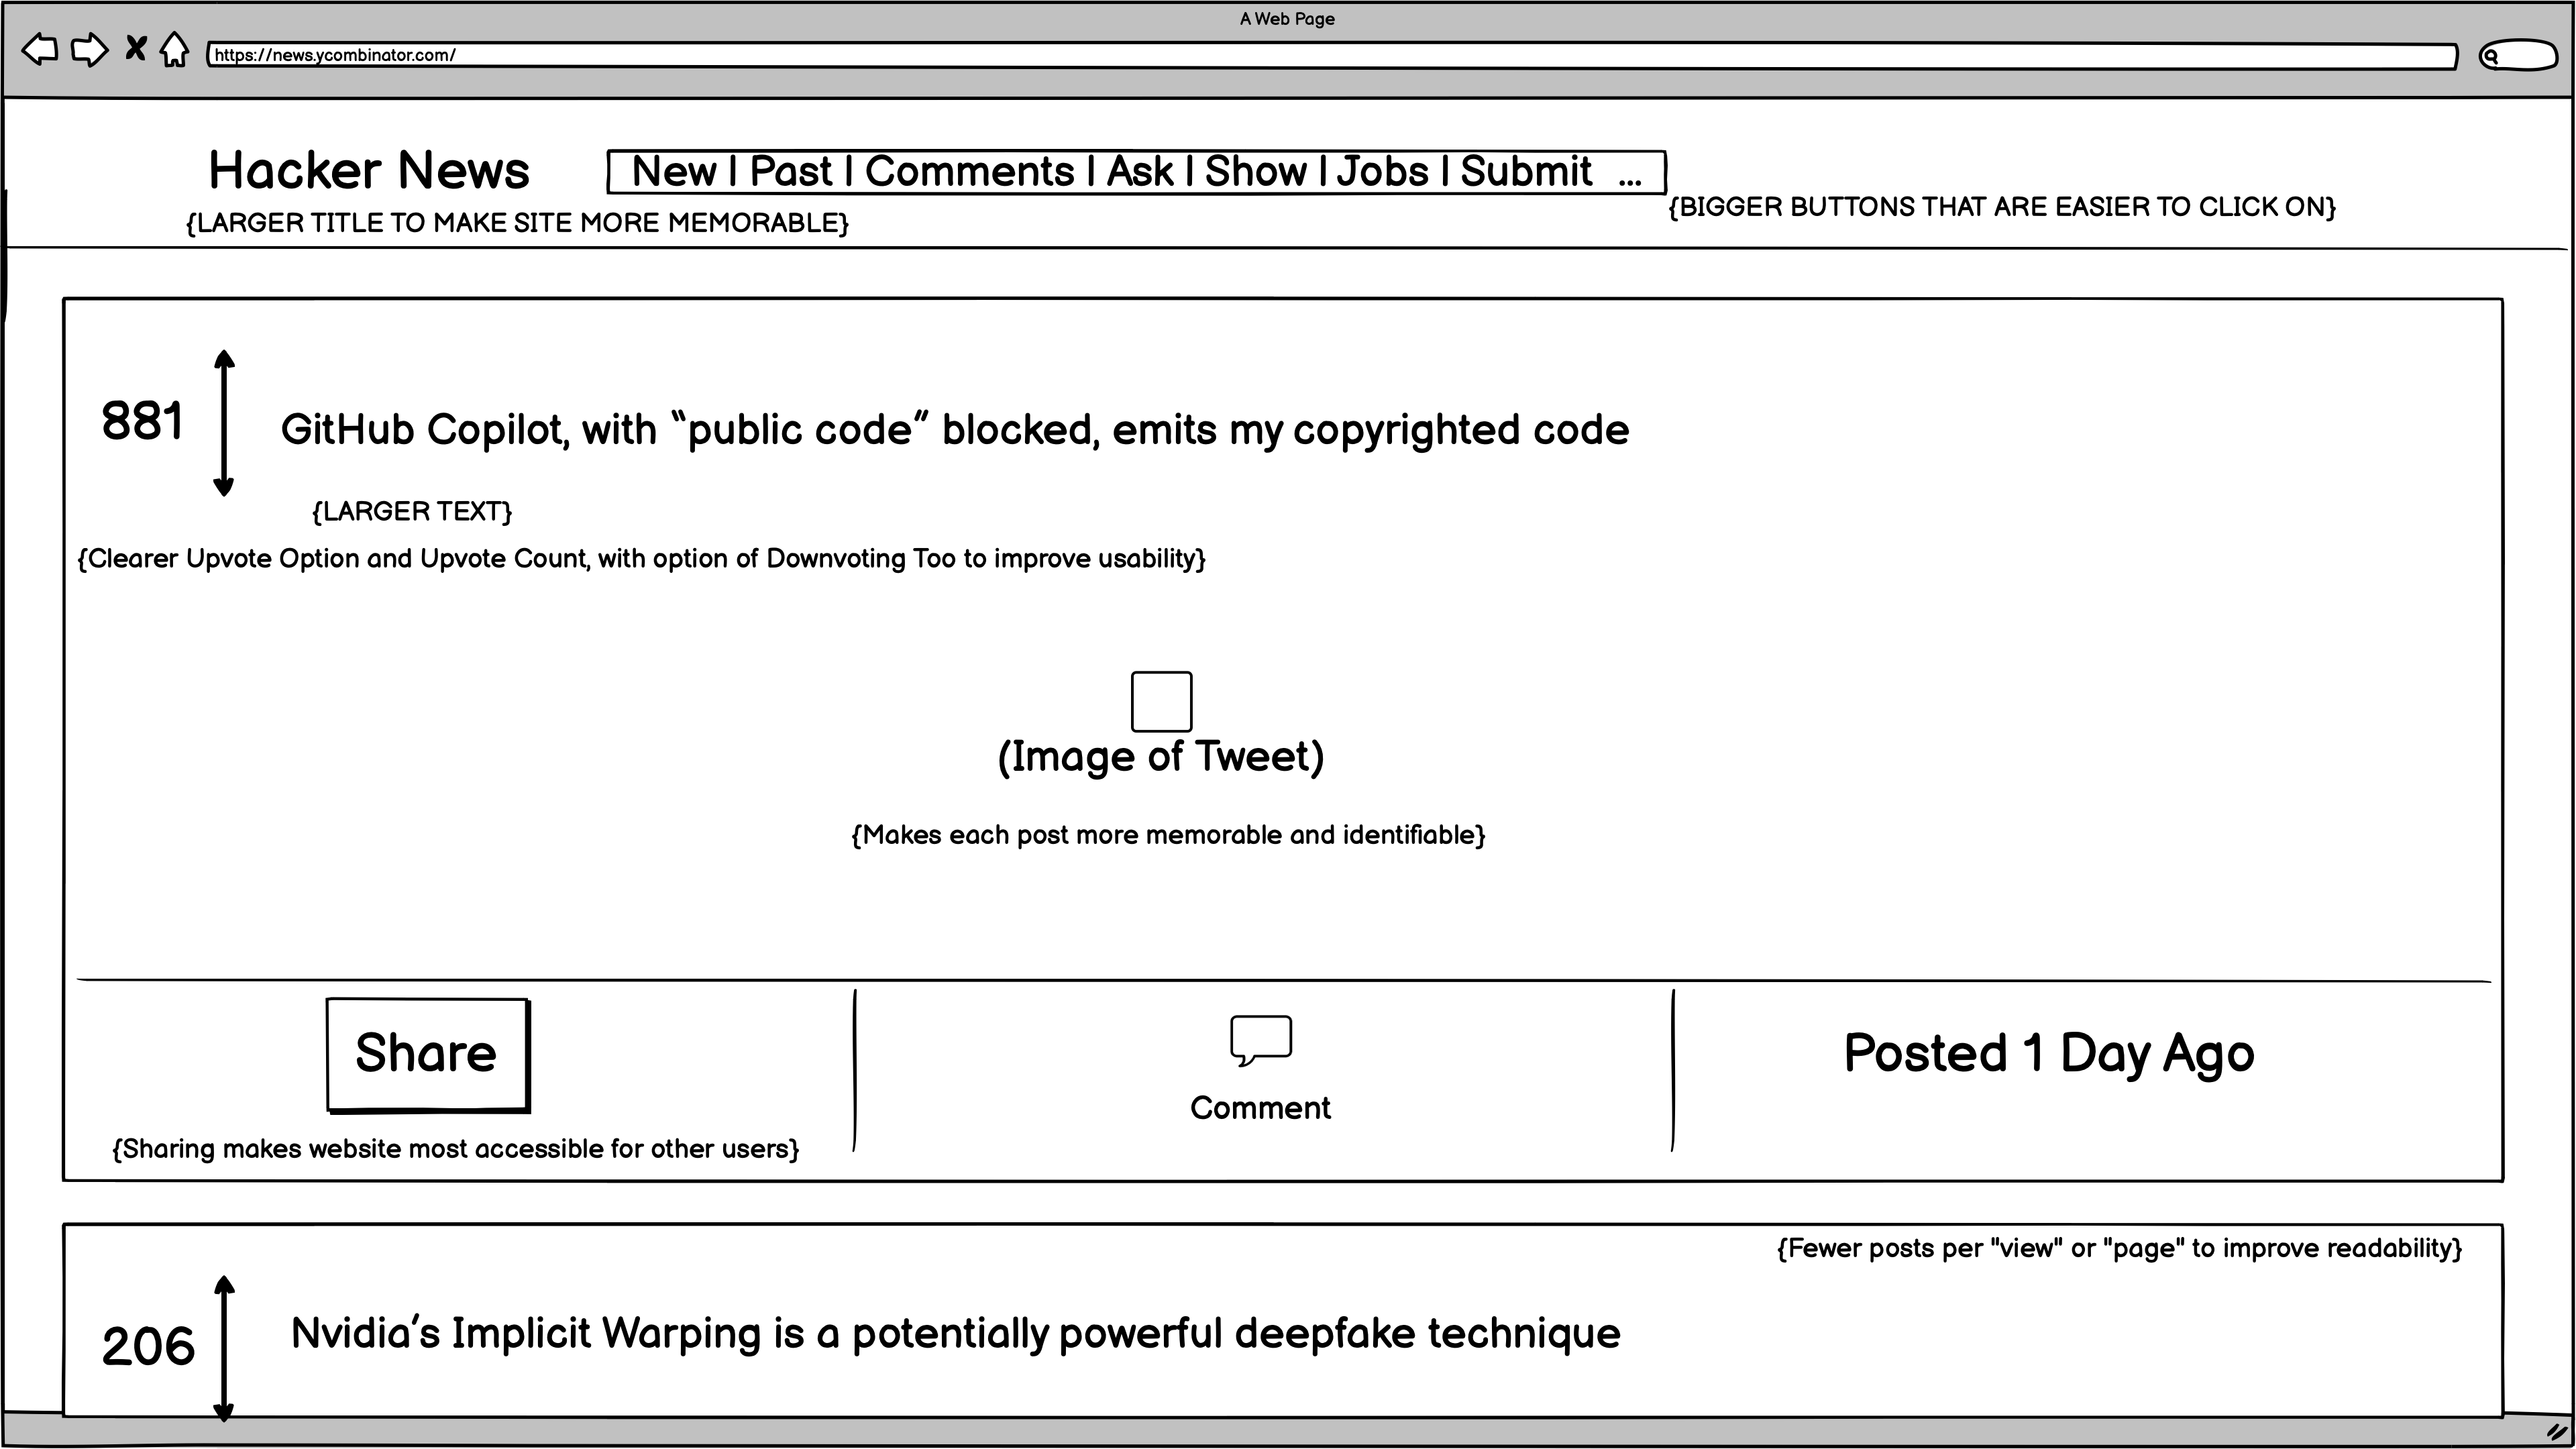 A Web Page
https://news.ycombinator.com/
Hacker News
New | Past | Comments | Ask | Show | Jobs | Submit ...
{LARGER TITLE TO MAKE SITE MORE MEMORABLE}
{BIGGER BUTTONS THAT ARE EASIER TO CLICK ON}
881
GitHub Copilot, with “public code” blocked, emits my copyrighted code
{LARGER TEXT}
{Clearer Upvote Option and Upvote Count, with option of Downvoting Too to improve usability}
(Image of Tweet)
{Makes each post more memorable and identifiable}
Share
Comment
Posted 1 Day Ago
{Sharing makes website most accessible for other users}
{Fewer posts per "view" or "page" to improve readability}
206
Nvidia’s Implicit Warping is a potentially powerful deepfake technique